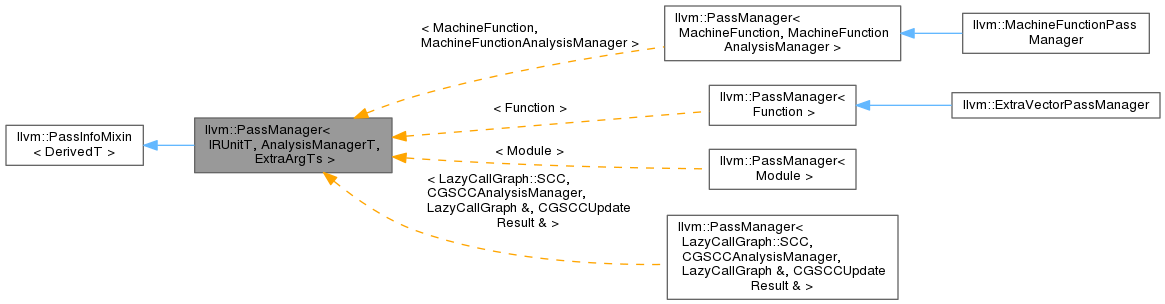 llvm::PassInfoMixin
< DerivedT >
llvm::PassManager<
IRUnitT, AnalysisManagerT,
ExtraArgTs >
< MachineFunction,
MachineFunctionAnalysisManager >
< Function >
< Module >
< LazyCallGraph::SCC,
CGSCCAnalysisManager,
LazyCallGraph &, CGSCCUpdate
Result & >
llvm::PassManager<
MachineFunction, MachineFunction
AnalysisManager >
llvm::PassManager<
Function >
llvm::PassManager<
Module >
llvm::PassManager<
LazyCallGraph::SCC,
CGSCCAnalysisManager,
LazyCallGraph &, CGSCCUpdate
Result & >
llvm::MachineFunctionPass
Manager
llvm::ExtraVectorPassManager